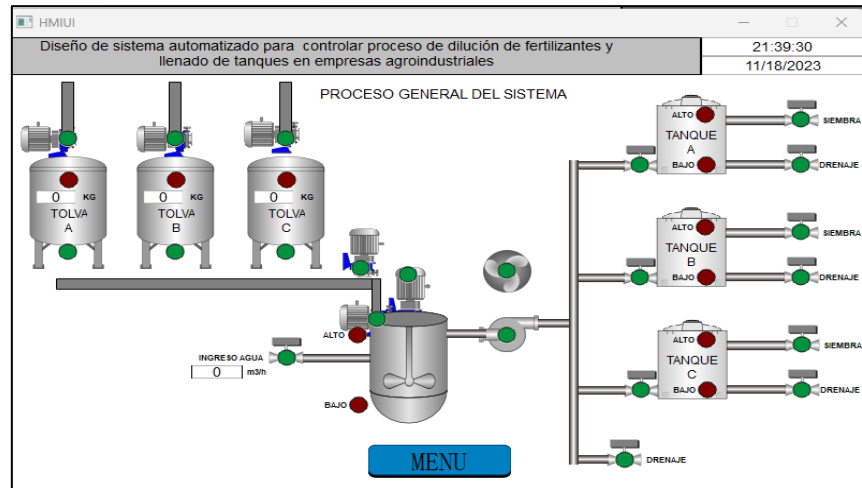 HMIUI
Diseño de sistema automatizado para controlar proceso de dilución de fertilizantes y
llenado de tanques en empresas agroindustriales
21:39:30
11/18/2023
PROCESO GENERAL DEL SISTEMA
0 KG
TOLVA
A
0 KG
TOLVA
B
0 KG
TOLVA
C
ALTO
TANQUE
A
BAJO
SIEMBRA
DRENAJE
ALTO
TANQUE
B
BAJO
SIEMBRA
DRENAJE
ALTO
TANQUE
C
BAJO
SIEMBRA
DRENAJE
ALTO
INGRESO AGUA
0 m3/h
BAJO
MENU
DRENAJE